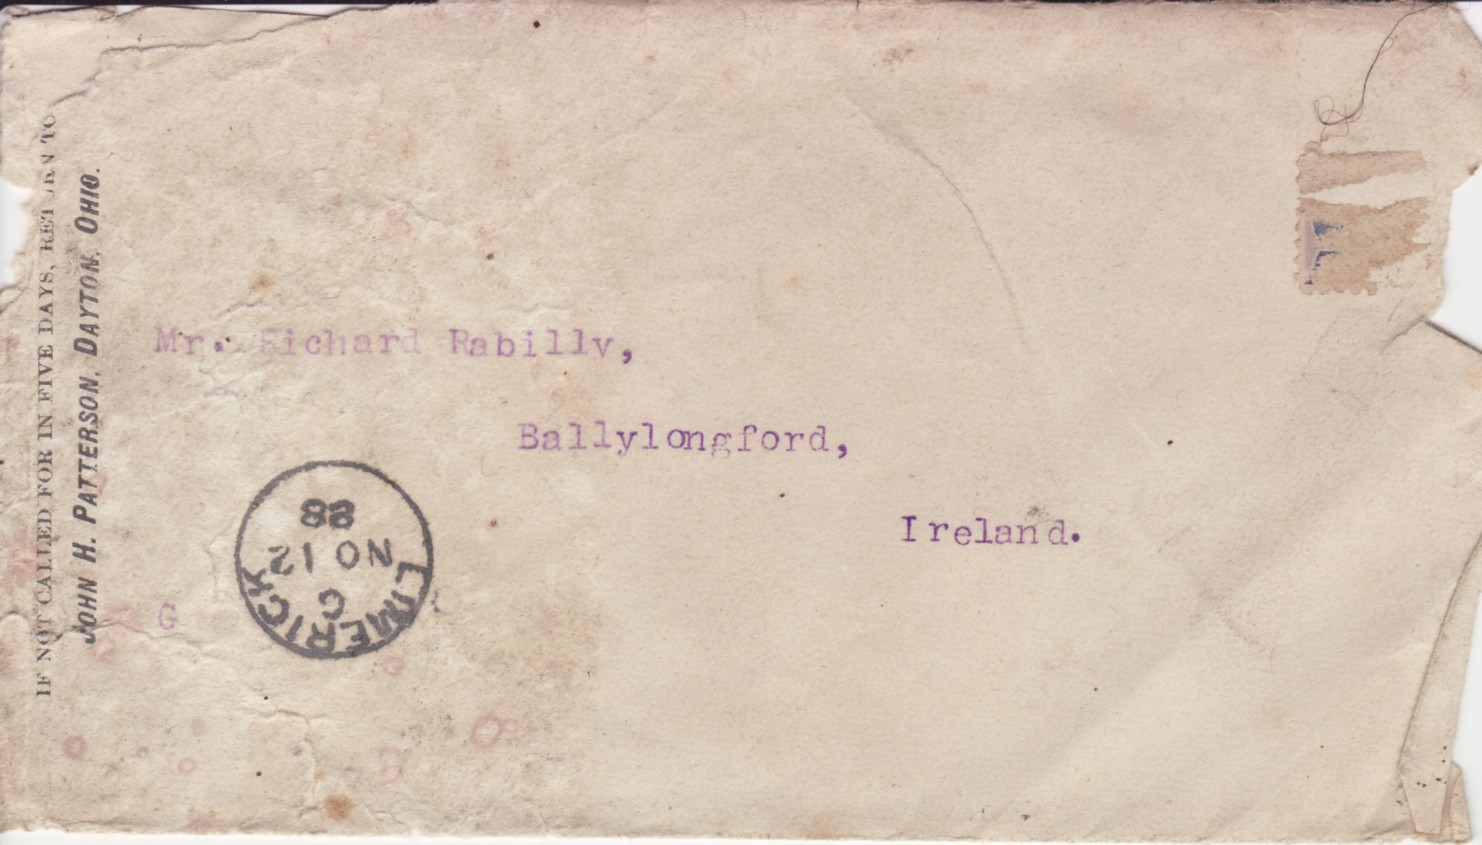 IF NOT CALLED FOR IN FIVE DAYS, RETURN TO
JOHN H. PATTERSON, DAYTON, OHIO.
Mr. Richard Rabilly,
Ballylongford,
Ireland.
G
LIMERICK
C
NO 12
88